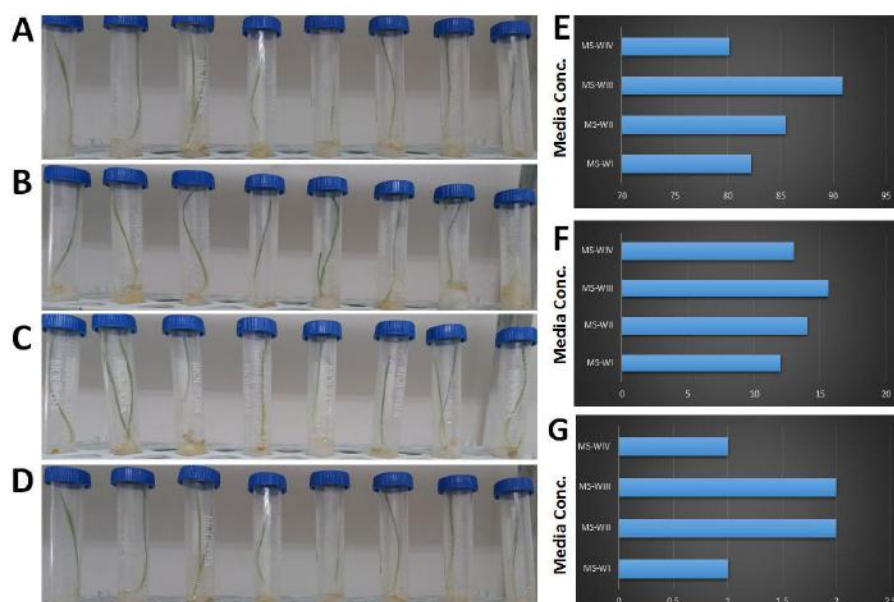 A
B
C
D
E
Media Conc.
MS-WIV
MS-WIII
MS-WII
MS-WI
70 75 80 85 90 95
F
Media Conc.
MS-WIV
MS-WIII
MS-WII
MS-WI
0 5 10 15 20
G
Media Conc.
MS-WIV
MS-WIII
MS-WII
MS-WI
0 0.5 1 1.5 2